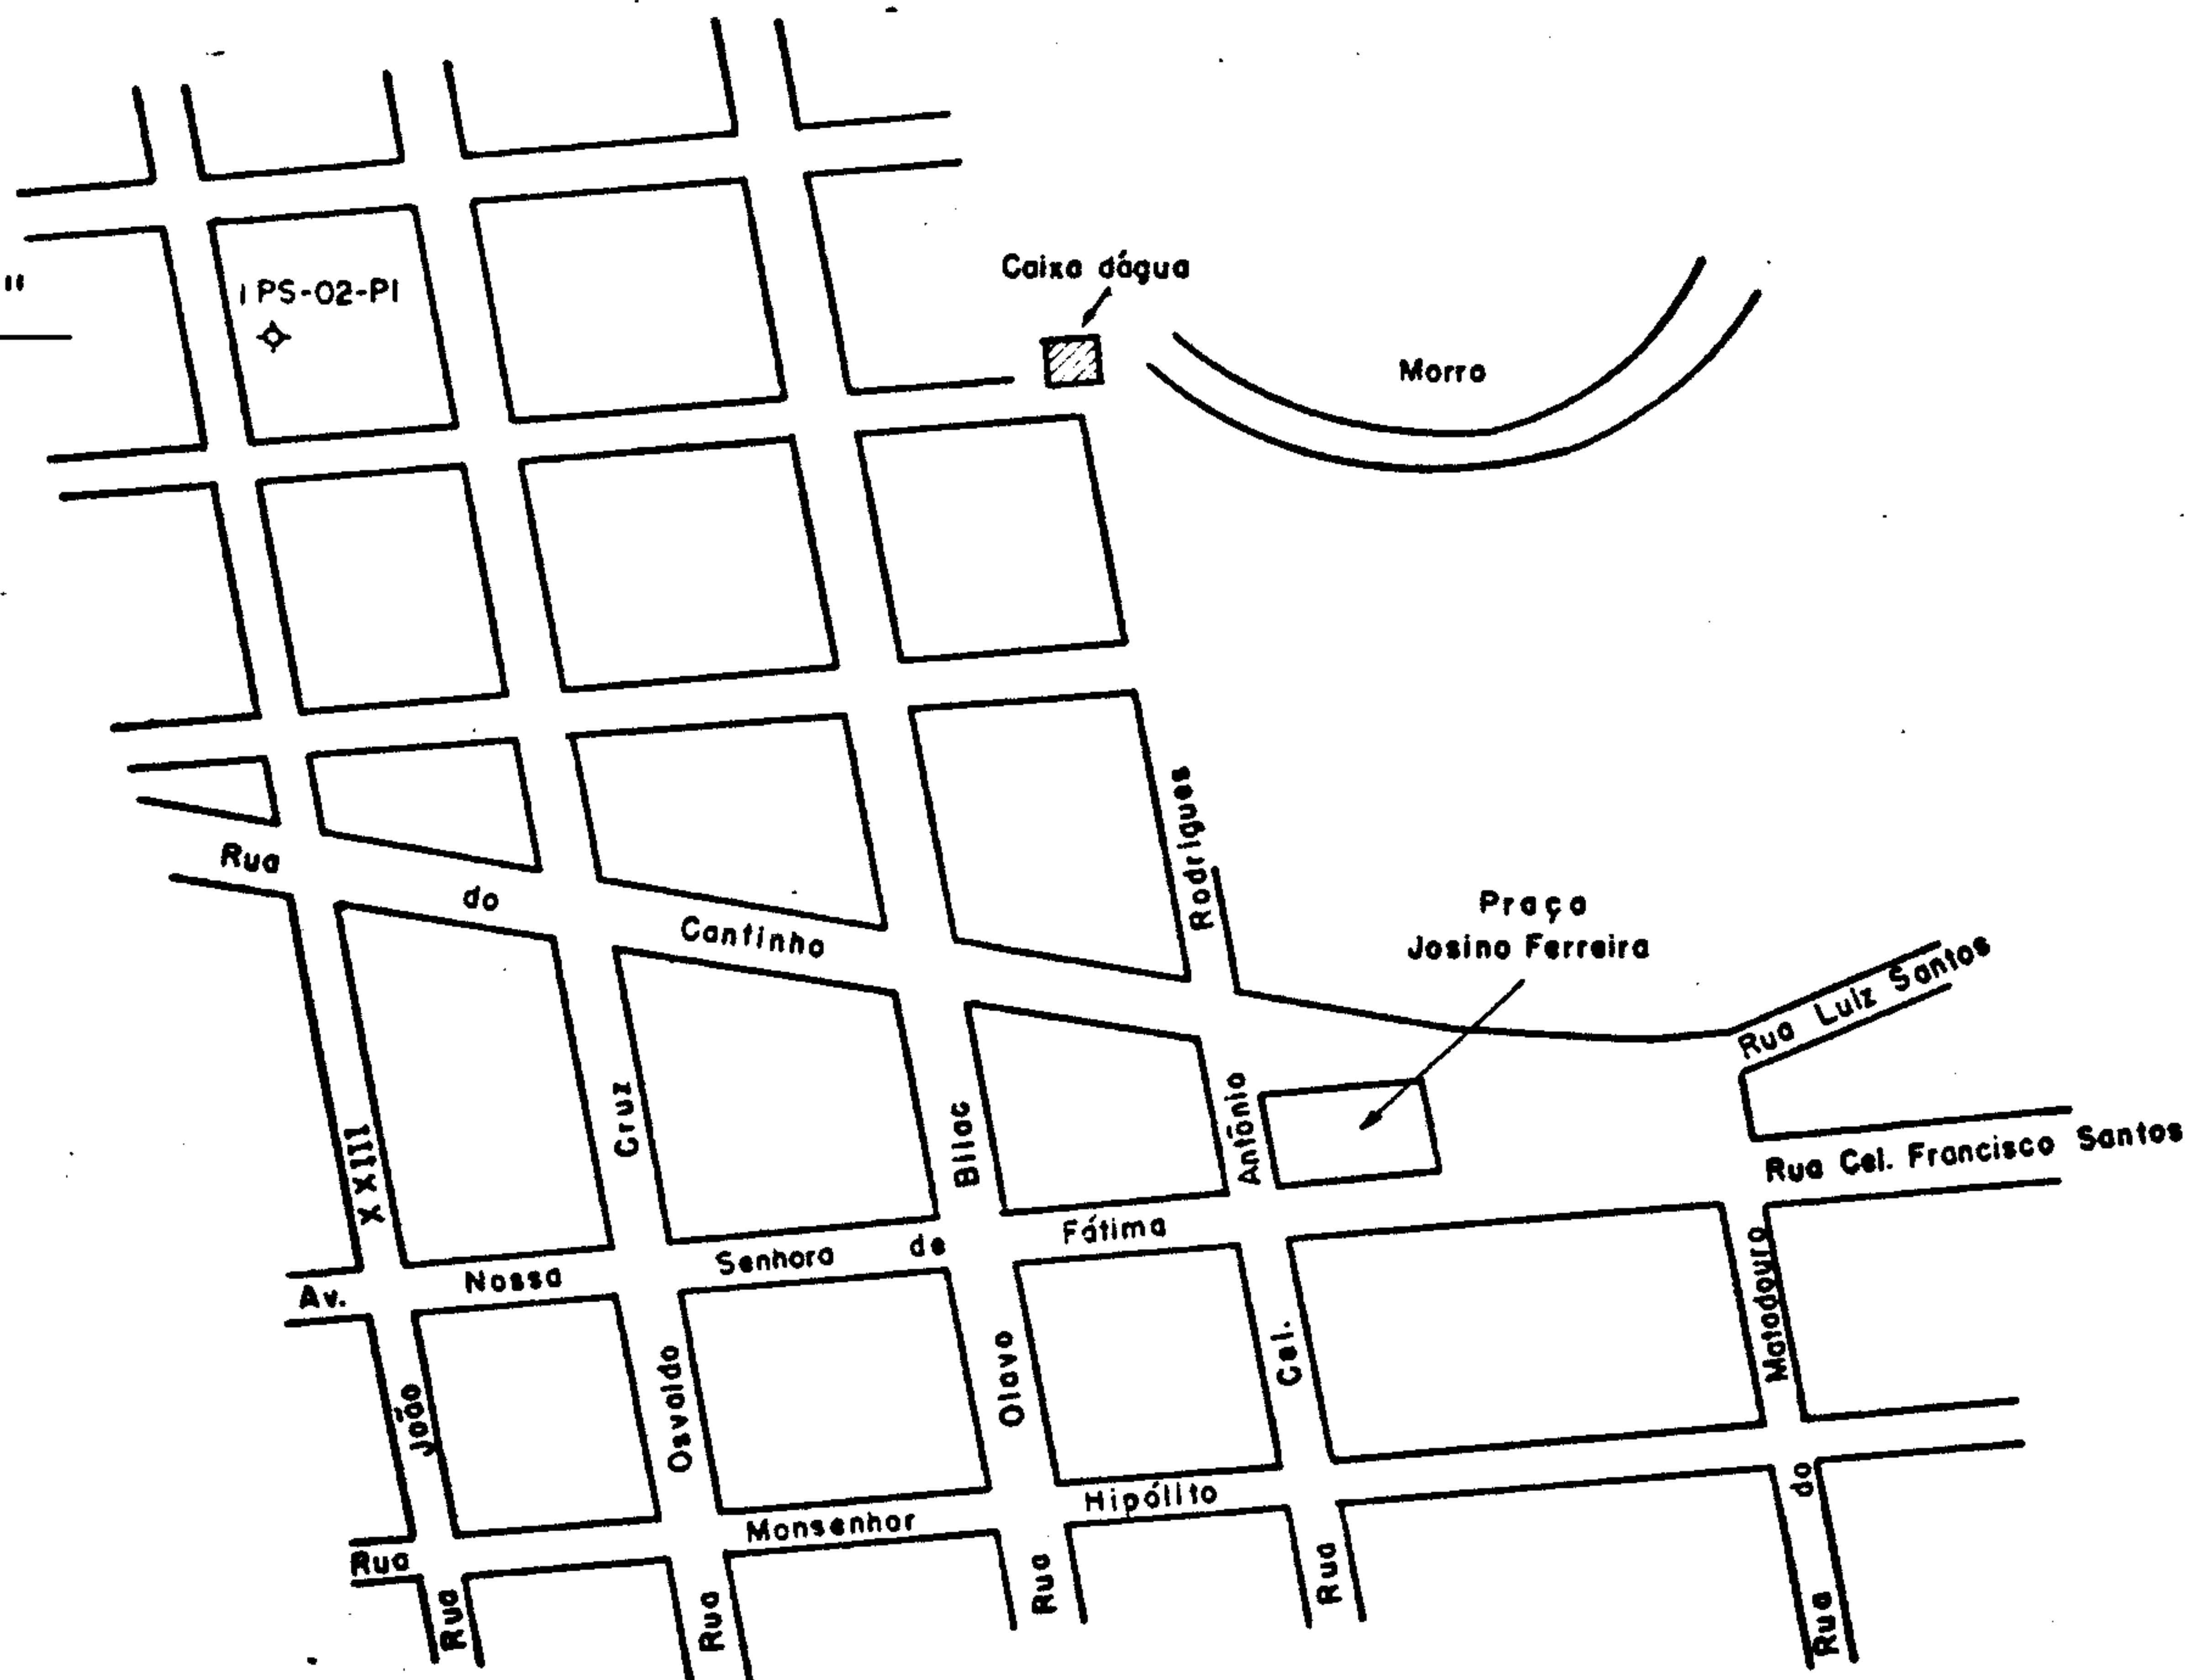 "
1PS-02-PI
Caixa dágua
Morro
Rua do Cantinho
Rodrigues
Praça
Josino Ferreira
Rua Luiz Santos
Rua Cel. Francisco Santos
XXIII
Cruz
Bilac
Antônio
Av. Nossa Senhora de Fátima
João
Osvaldo
Olavo
Cel.
Matadouro
do
Rua Monsenhor Hipólito
Rua
Rua
Rua
Rua
Rua